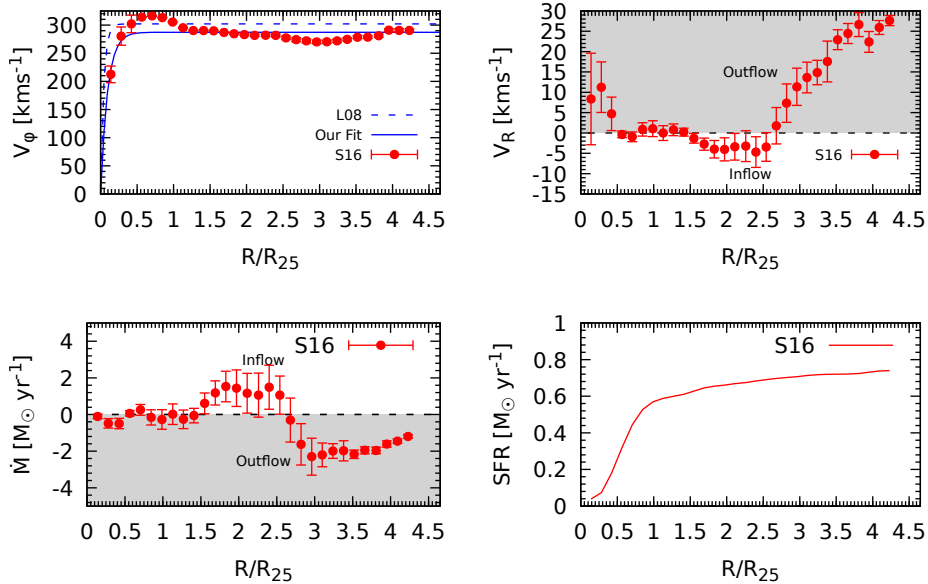 V_φ [kms⁻¹]
300
250
200
150
100
50
0
L08
Our Fit
S16
0 0.5 1 1.5 2 2.5 3 3.5 4 4.5
R/R₂₅
V_R [kms⁻¹]
30
25
20
15
10
5
0
-5
-10
-15
Outflow
Inflow
S16
0 0.5 1 1.5 2 2.5 3 3.5 4 4.5
R/R₂₅
Ṁ [M⊙ yr⁻¹]
4
2
0
-2
-4
S16
Inflow
Outflow
0 0.5 1 1.5 2 2.5 3 3.5 4 4.5
R/R₂₅
SFR [M⊙ yr⁻¹]
1
0.8
0.6
0.4
0.2
0
S16
0 0.5 1 1.5 2 2.5 3 3.5 4 4.5
R/R₂₅